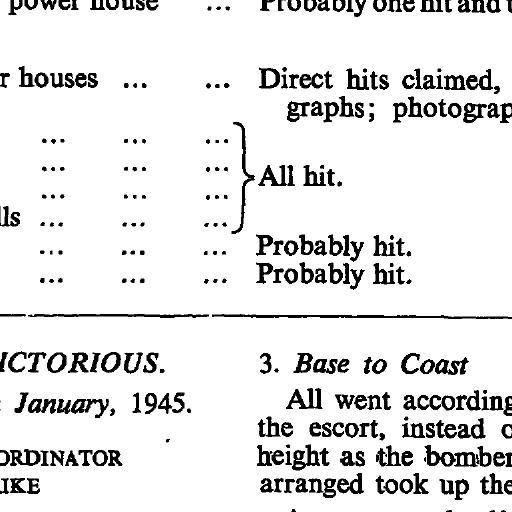 power house ... Probably one hit and
houses ... ... Direct hits claimed,
graphs; photograp
... ... ...
... ... ...
All hit.
... ... ...
lls ... ... ...
... ... ... Probably hit.
... ... ... Probably hit.
ICTORIOUS.
January, 1945.
ORDINATOR
IKE
3. Base to Coast
All went according
the escort, instead o
height as the bomber
arranged took up the